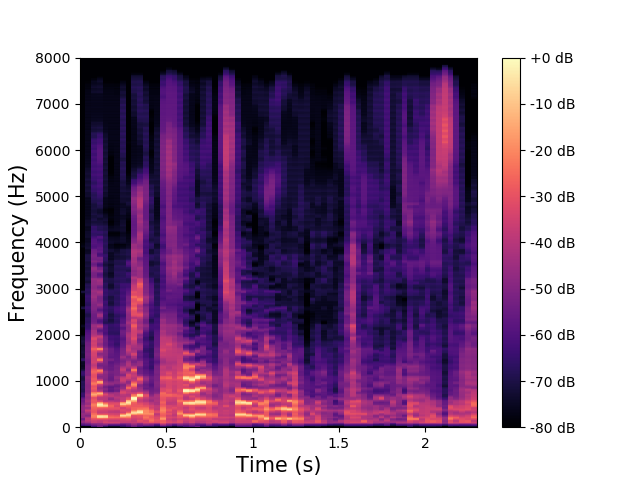 8000
7000
6000
5000
4000
3000
2000
1000
0
Frequency (Hz)
0
0.5
1
1.5
2
Time (s)
+0 dB
-10 dB
-20 dB
-30 dB
-40 dB
-50 dB
-60 dB
-70 dB
-80 dB